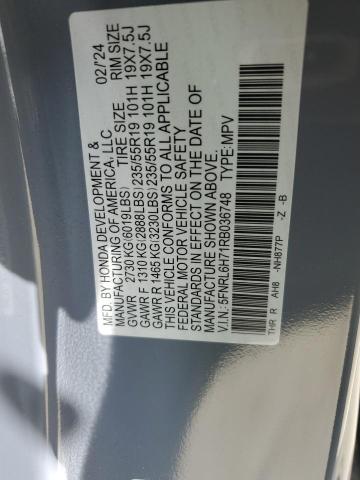 MFD. BY HONDA DEVELOPMENT & 02/'24
MANUFACTURING OF AMERICA, LLC
TIRE SIZE RIM SIZE
GVWR 2730 KG(6019LBS)
GAWR F 1310 KG(2888LBS) 235/55R19 101H 19X7.5J
GAWR R 1465 KG(3230LBS) 235/55R19 101H 19X7.5J
THIS VEHICLE CONFORMS TO ALL APPLICABLE
FEDERAL MOTOR VEHICLE SAFETY
STANDARDS IN EFFECT ON THE DATE OF
MANUFACTURE SHOWN ABOVE.
V.I.N.: 5FNRL6H71RB036748 TYPE: MPV
THR R AH8 -NH877P -Z -B